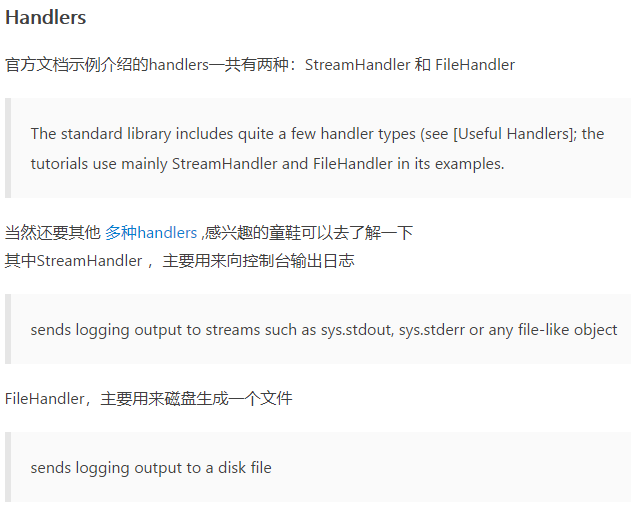 Handlers
官方文档示例介绍的handlers一共有两种：StreamHandler 和 FileHandler
The standard library includes quite a few handler types (see [Useful Handlers]; the
tutorials use mainly StreamHandler and FileHandler in its examples.
当然还要其他 多种handlers ,感兴趣的童鞋可以去了解一下
其中StreamHandler ，主要用来向控制台输出日志
sends logging output to streams such as sys.stdout, sys.stderr or any file-like object
FileHandler，主要用来磁盘生成一个文件
sends logging output to a disk file